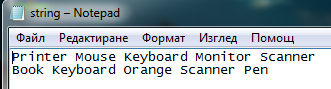 string – Notepad
Файл Редактиране Формат Изглед Помощ
Printer Mouse Keyboard Monitor Scanner
Book Keyboard Orange Scanner Pen